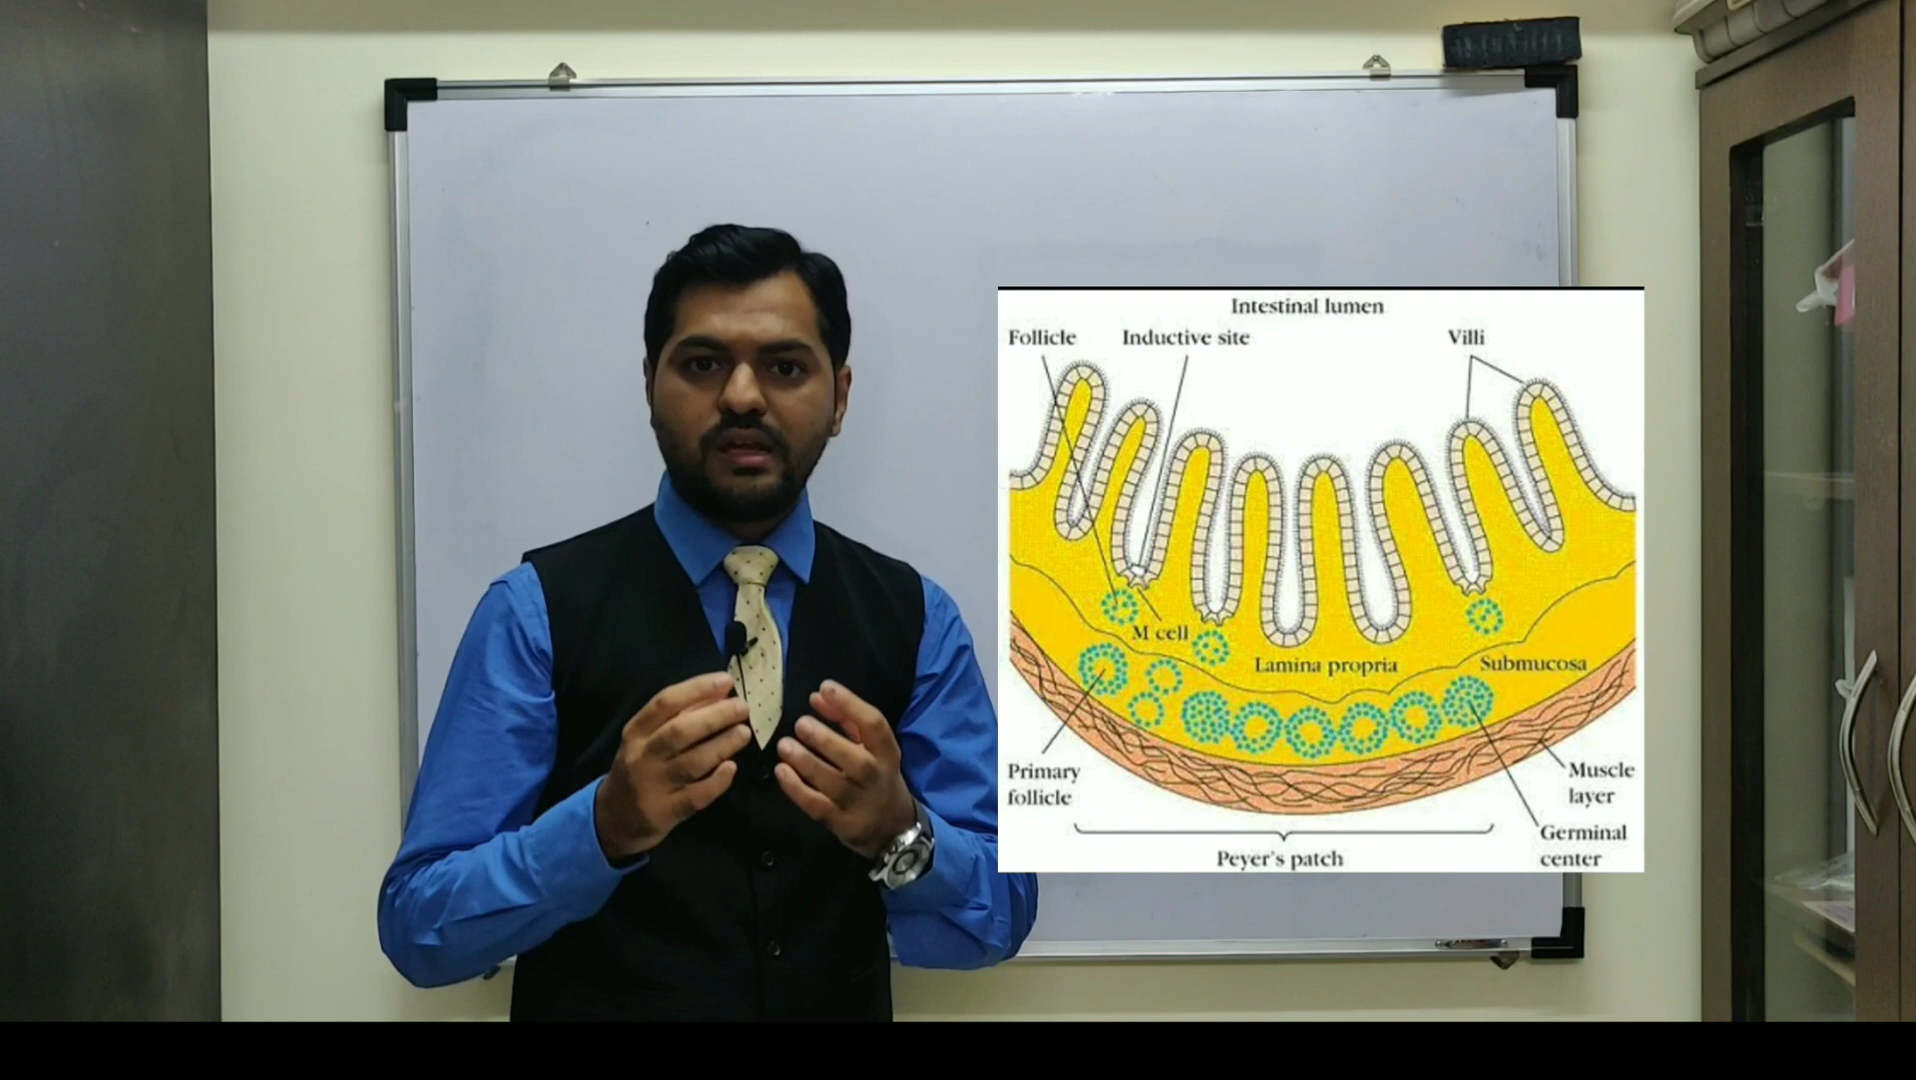 Intestinal lumen
Follicle
Inductive site
Villi
M cell
Lamina propria
Submucosa
Primary
follicle
Muscle
layer
Germinal
center
Peyer's patch